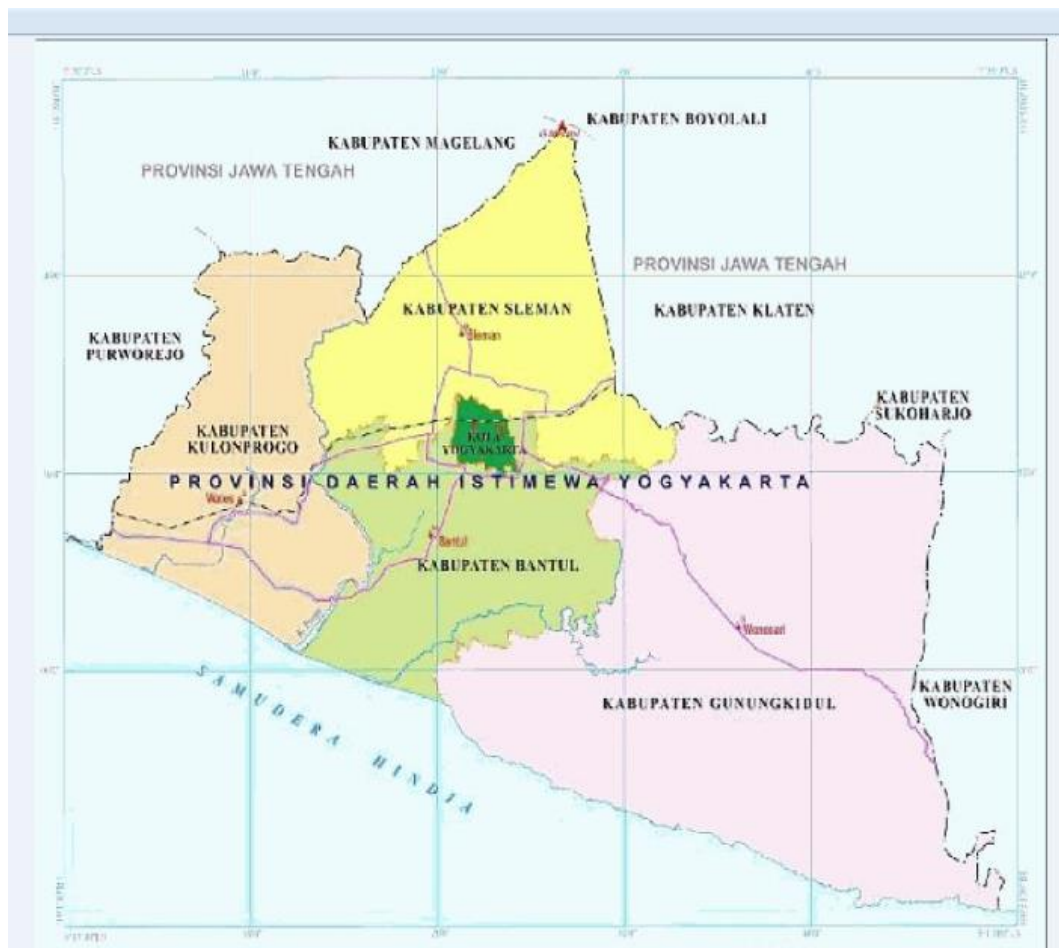 KABUPATEN BOYOLALI
KABUPATEN MAGELANG
PROVINSI JAWA TENGAH
PROVINSI JAWA TENGAH
KABUPATEN SLEMAN
KABUPATEN KLATEN
Sleman
KABUPATEN
PURWOREJO
KABUPATEN
SUKOHARJO
KABUPATEN
KULONPROGO
KOTA
YOGYAKARTA
PROVINSI DAERAH ISTIMEWA YOGYAKARTA
Wates
Bantul
KABUPATEN BANTUL
K. Progo
Wonosari
KABUPATEN
WONOGIRI
KABUPATEN GUNUNGKIDUL
SAMUDERA HINDIA